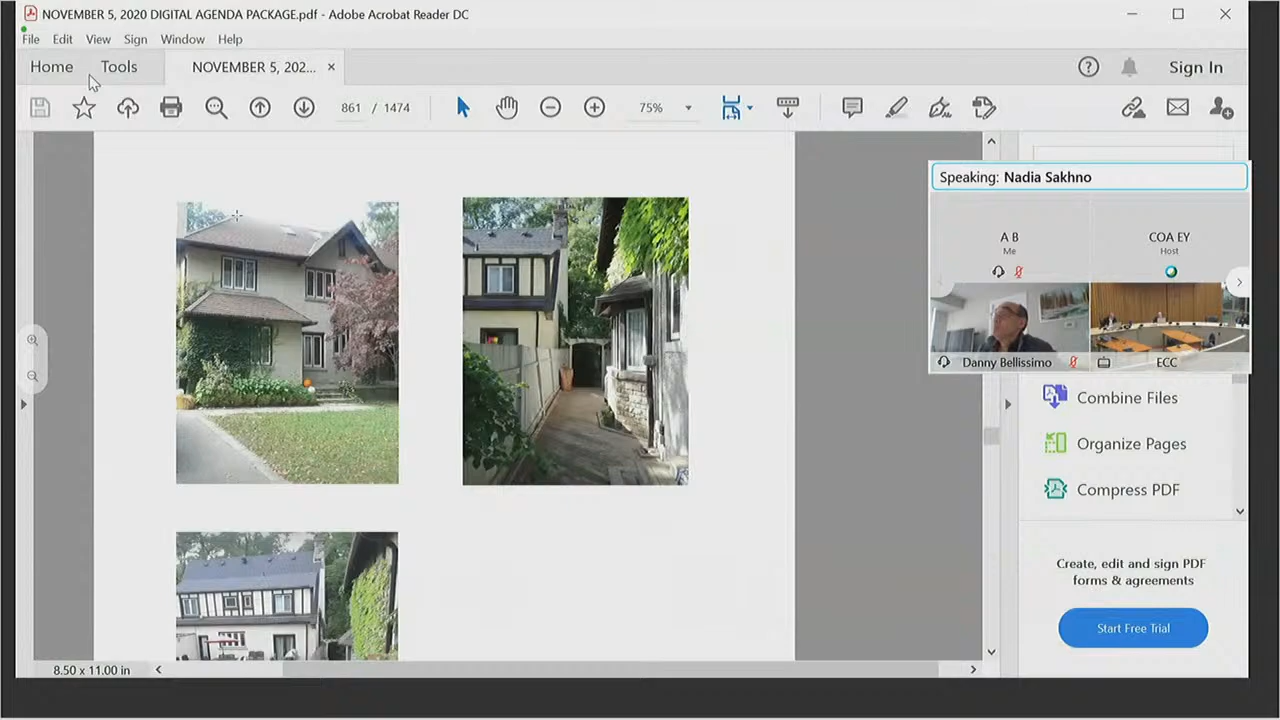 NOVEMBER 5, 2020 DIGITAL AGENDA PACKAGE.pdf - Adobe Acrobat Reader DC
File Edit View Sign Window Help
Home Tools NOVEMBER 5, 202... × Sign In
861 / 1474 75%
Speaking: Nadia Sakhno
A B
Me
COA EY
Host
Danny Bellissimo
ECC
Combine Files
Organize Pages
Compress PDF
Create, edit and sign PDF
forms & agreements
Start Free Trial
8.50 x 11.00 in